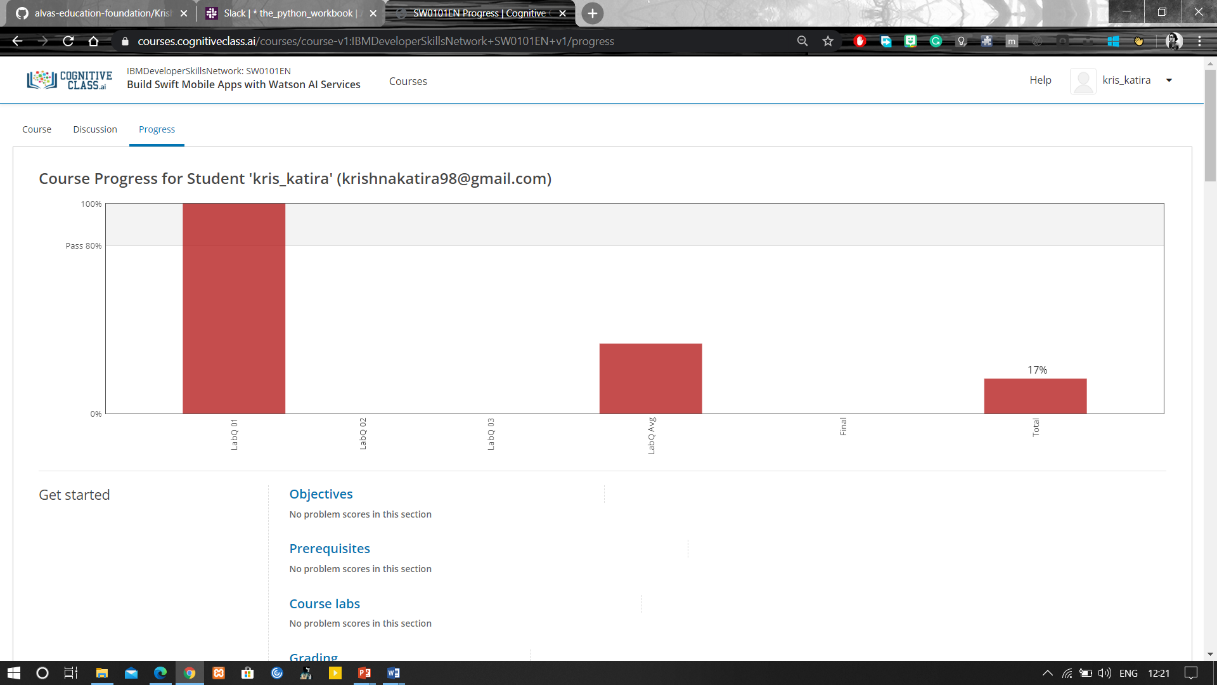 alvas-education-foundation/Krish
Slack | * the_python_workbook |
SW0101EN Progress | Cognitive
courses.cognitiveclass.ai/courses/course-v1:IBMDeveloperSkillsNetwork+SW0101EN+v1/progress
COGNITIVE
CLASS.ai
IBMDeveloperSkillsNetwork: SW0101EN
Build Swift Mobile Apps with Watson AI Services
Courses
Help
kris_katira
Course
Discussion
Progress
Course Progress for Student 'kris_katira' (krishnakatira98@gmail.com)
100%
Pass 80%
0%
17%
LabQ 01
LabQ 02
LabQ 03
LabQ Avg
Final
Total
Get started
Objectives
No problem scores in this section
Prerequisites
No problem scores in this section
Course labs
No problem scores in this section
Grading
ENG
12:21